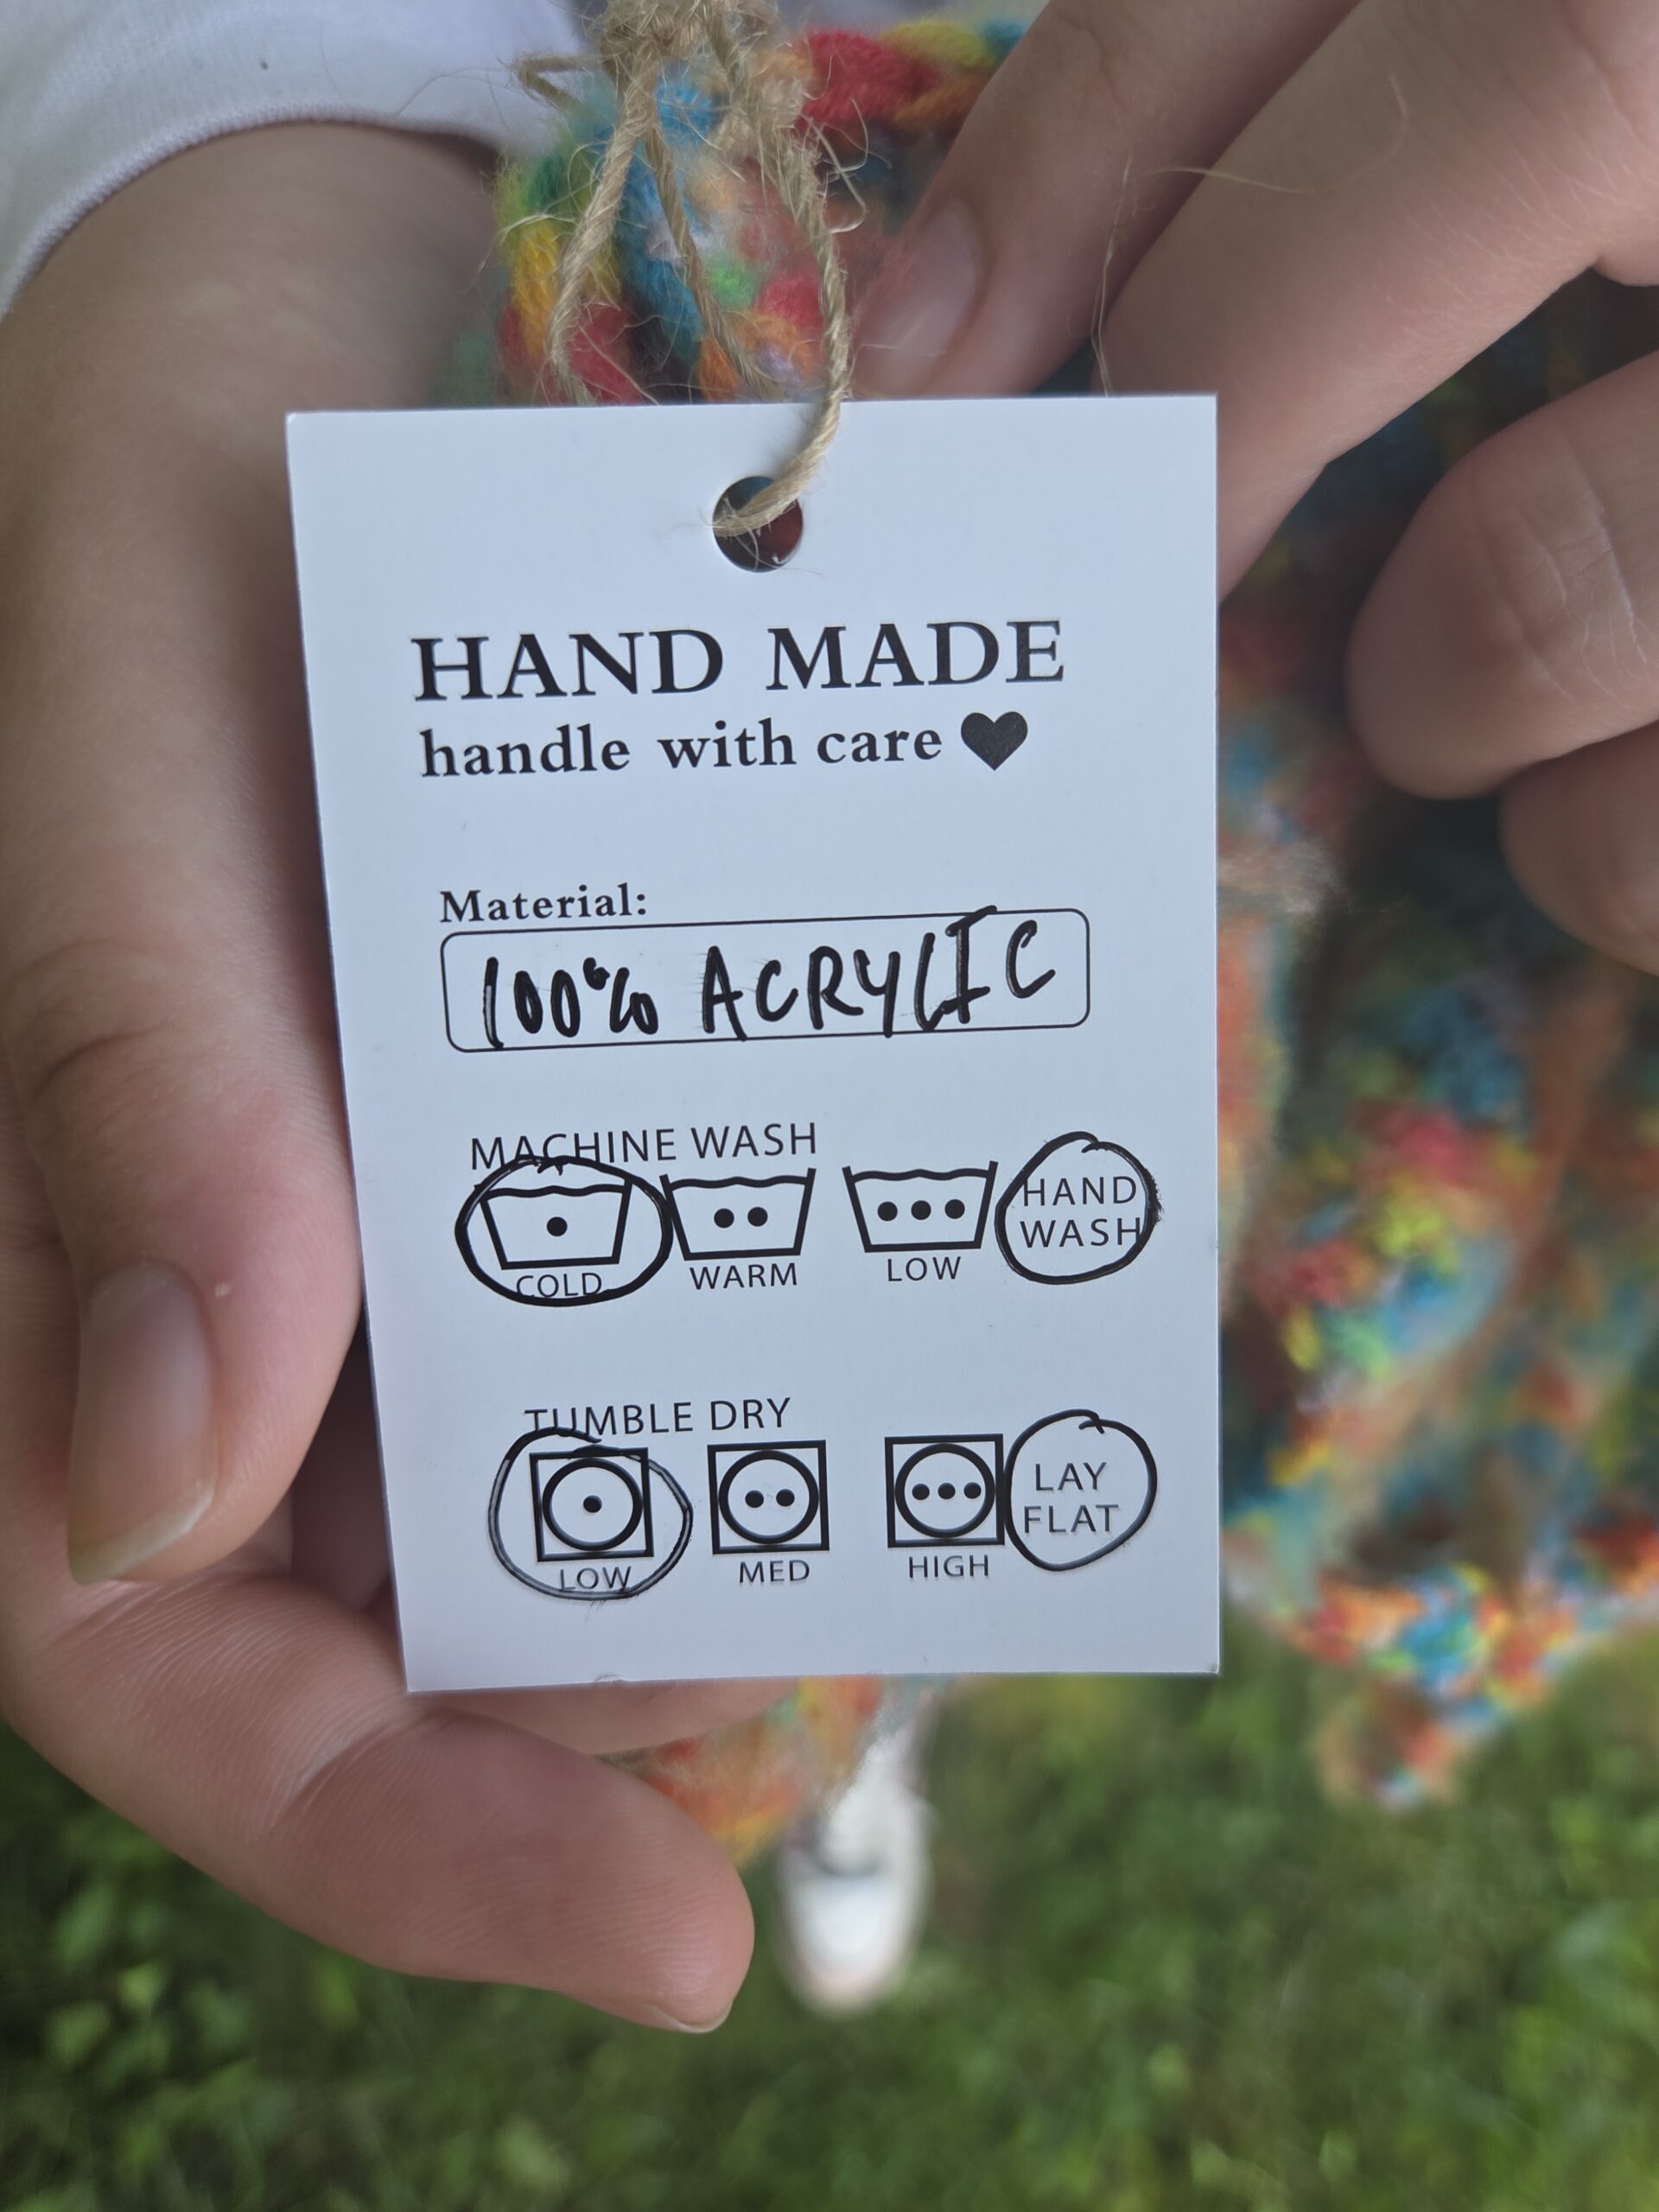 HAND MADE
handle with care ♥
Material:
100% ACRYLIC
MACHINE WASH
COLD WARM LOW HAND WASH
TUMBLE DRY
LOW MED HIGH LAY FLAT